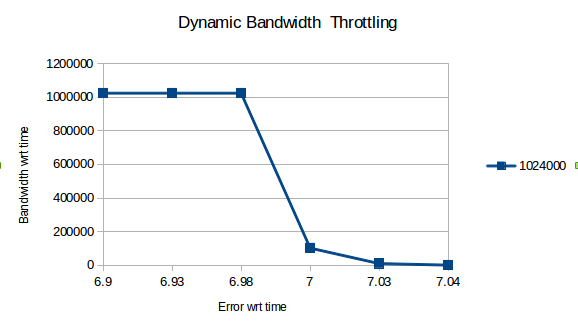 Dynamic Bandwidth  Throttling
1200000
1000000
800000
600000
400000
200000
0
Bandwidth wrt time
6.9 6.93 6.98 7 7.03 7.04
Error wrt time
1024000